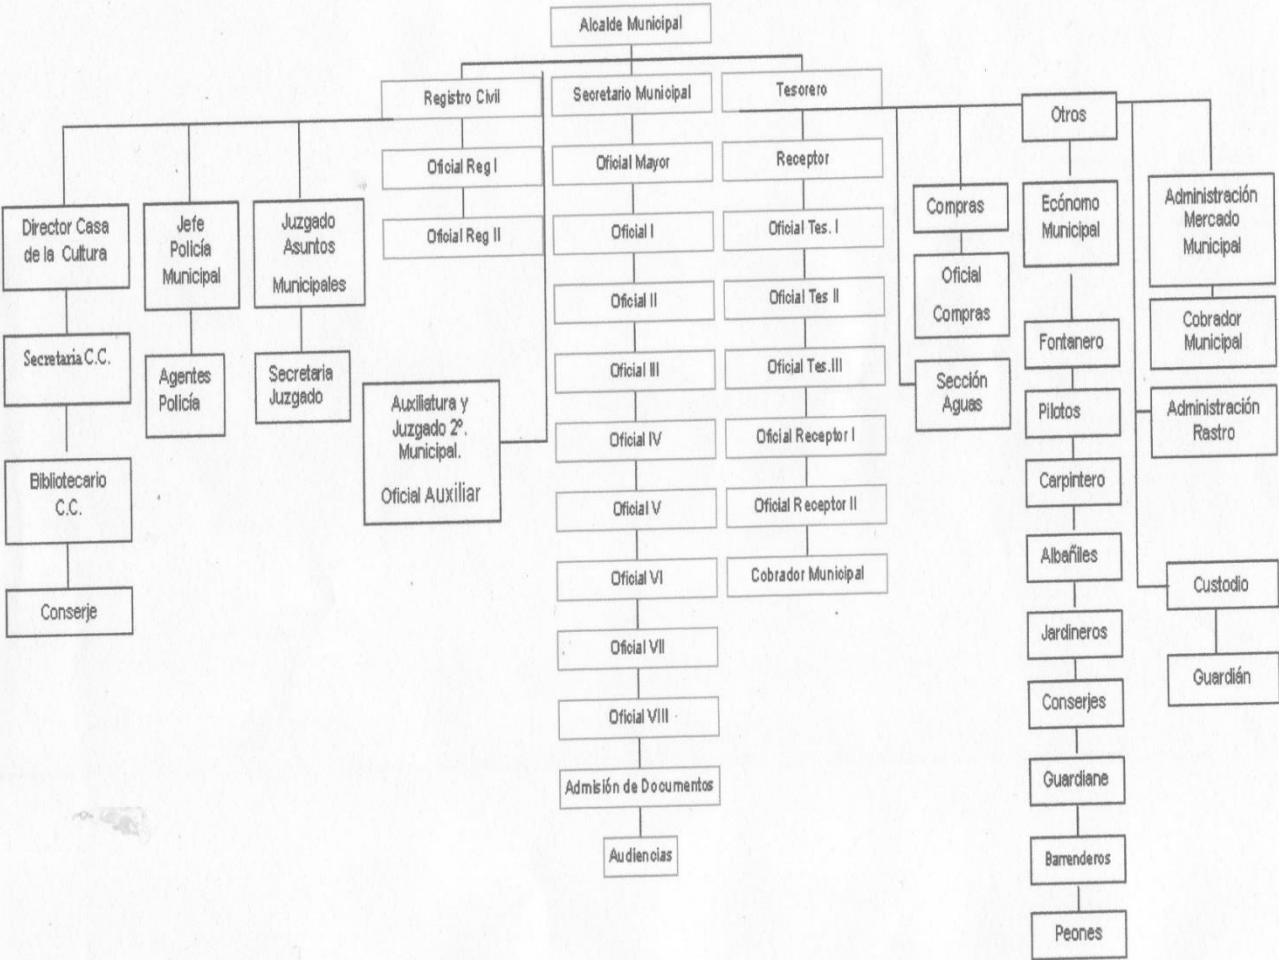 Alcalde Municipal
Registro Civil
Secretario Municipal
Tesorero
Otros
Oficial Reg I
Oficial Reg II
Oficial Mayor
Oficial I
Oficial II
Oficial III
Oficial IV
Oficial V
Oficial VI
Oficial VII
Oficial VIII
Admisión de Documentos
Audiencias
Receptor
Oficial Tes. I
Oficial Tes II
Oficial Tes.III
Oficial Receptor I
Oficial Receptor II
Cobrador Municipal
Director Casa
de la Cultura
Secretaria C.C.
Bibliotecario
C.C.
Conserje
Jefe
Policía
Municipal
Agentes
Policía
Juzgado
Asuntos
Municipales
Secretaria
Juzgado
Auxiliatura y
Juzgado 2º.
Municipal.
Oficial Auxiliar
Compras
Oficial
Compras
Sección
Aguas
Ecónomo
Municipal
Fontanero
Pilotos
Carpintero
Albañiles
Jardineros
Conserjes
Guardiane
Barrenderos
Peones
Administración
Mercado
Municipal
Cobrador
Municipal
Administración
Rastro
Custodio
Guardián